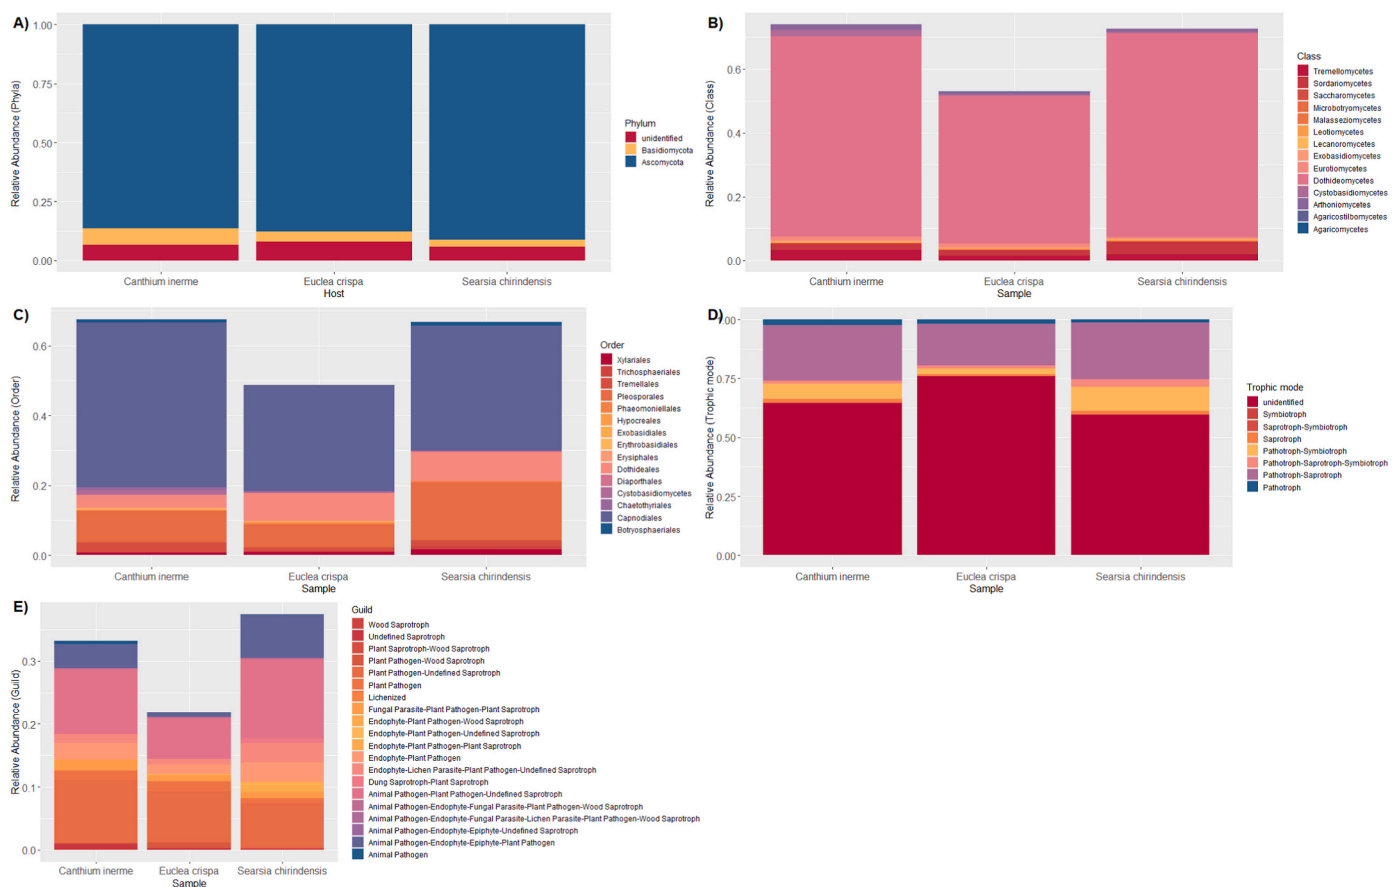 A)
1.00
0.75
0.50
0.25
0.00
Relative Abundance (Phyla)
Canthium inerme
Euclea crispa
Searsia chirindensis
Host
Phylum
unidentified
Basidiomycota
Ascomycota
B)
0.6
0.4
0.2
0.0
Relative Abundance (Class)
Canthium inerme
Euclea crispa
Searsia chirindensis
Sample
Class
Tremellomycetes
Sordariomycetes
Saccharomycetes
Microbotryomycetes
Malasseziomycetes
Leotiomycetes
Lecanoromycetes
Exobasidiomycetes
Eurotiomycetes
Dothideomycetes
Cystobasidiomycetes
Arthoniomycetes
Agaricostilbomycetes
Agaricomycetes
C)
0.6
0.4
0.2
0.0
Relative Abundance (Order)
Canthium inerme
Euclea crispa
Searsia chirindensis
Sample
Order
Xylariales
Trichosphaeriales
Tremellales
Pleosporales
Phaeomoniellales
Hypocreales
Exobasidiales
Erythrobasidiales
Erysiphales
Dothideales
Diaporthales
Cystobasidiomycetes
Chaetothyriales
Capnodiales
Botryosphaeriales
D)
1.00
0.75
0.50
0.25
0.00
Relative Abundance (Trophic mode)
Canthium inerme
Euclea crispa
Searsia chirindensis
Sample
Trophic mode
unidentified
Symbiotroph
Saprotroph-Symbiotroph
Saprotroph
Pathotroph-Symbiotroph
Pathotroph-Saprotroph-Symbiotroph
Pathotroph-Saprotroph
Pathotroph
E)
0.3
0.2
0.1
0.0
Relative Abundance (Guild)
Canthium inerme
Euclea crispa
Searsia chirindensis
Sample
Guild
Wood Saprotroph
Undefined Saprotroph
Plant Saprotroph-Wood Saprotroph
Plant Pathogen-Wood Saprotroph
Plant Pathogen-Undefined Saprotroph
Plant Pathogen
Lichenized
Fungal Parasite-Plant Pathogen-Plant Saprotroph
Endophyte-Plant Pathogen-Wood Saprotroph
Endophyte-Plant Pathogen-Undefined Saprotroph
Endophyte-Plant Pathogen-Plant Saprotroph
Endophyte-Plant Pathogen
Endophyte-Lichen Parasite-Plant Pathogen-Undefined Saprotroph
Dung Saprotroph-Plant Saprotroph
Animal Pathogen-Plant Pathogen-Undefined Saprotroph
Animal Pathogen-Endophyte-Fungal Parasite-Plant Pathogen-Wood Saprotroph
Animal Pathogen-Endophyte-Fungal Parasite-Lichen Parasite-Plant Pathogen-Wood Saprotroph
Animal Pathogen-Endophyte-Epiphyte-Undefined Saprotroph
Animal Pathogen-Endophyte-Epiphyte-Plant Pathogen
Animal Pathogen